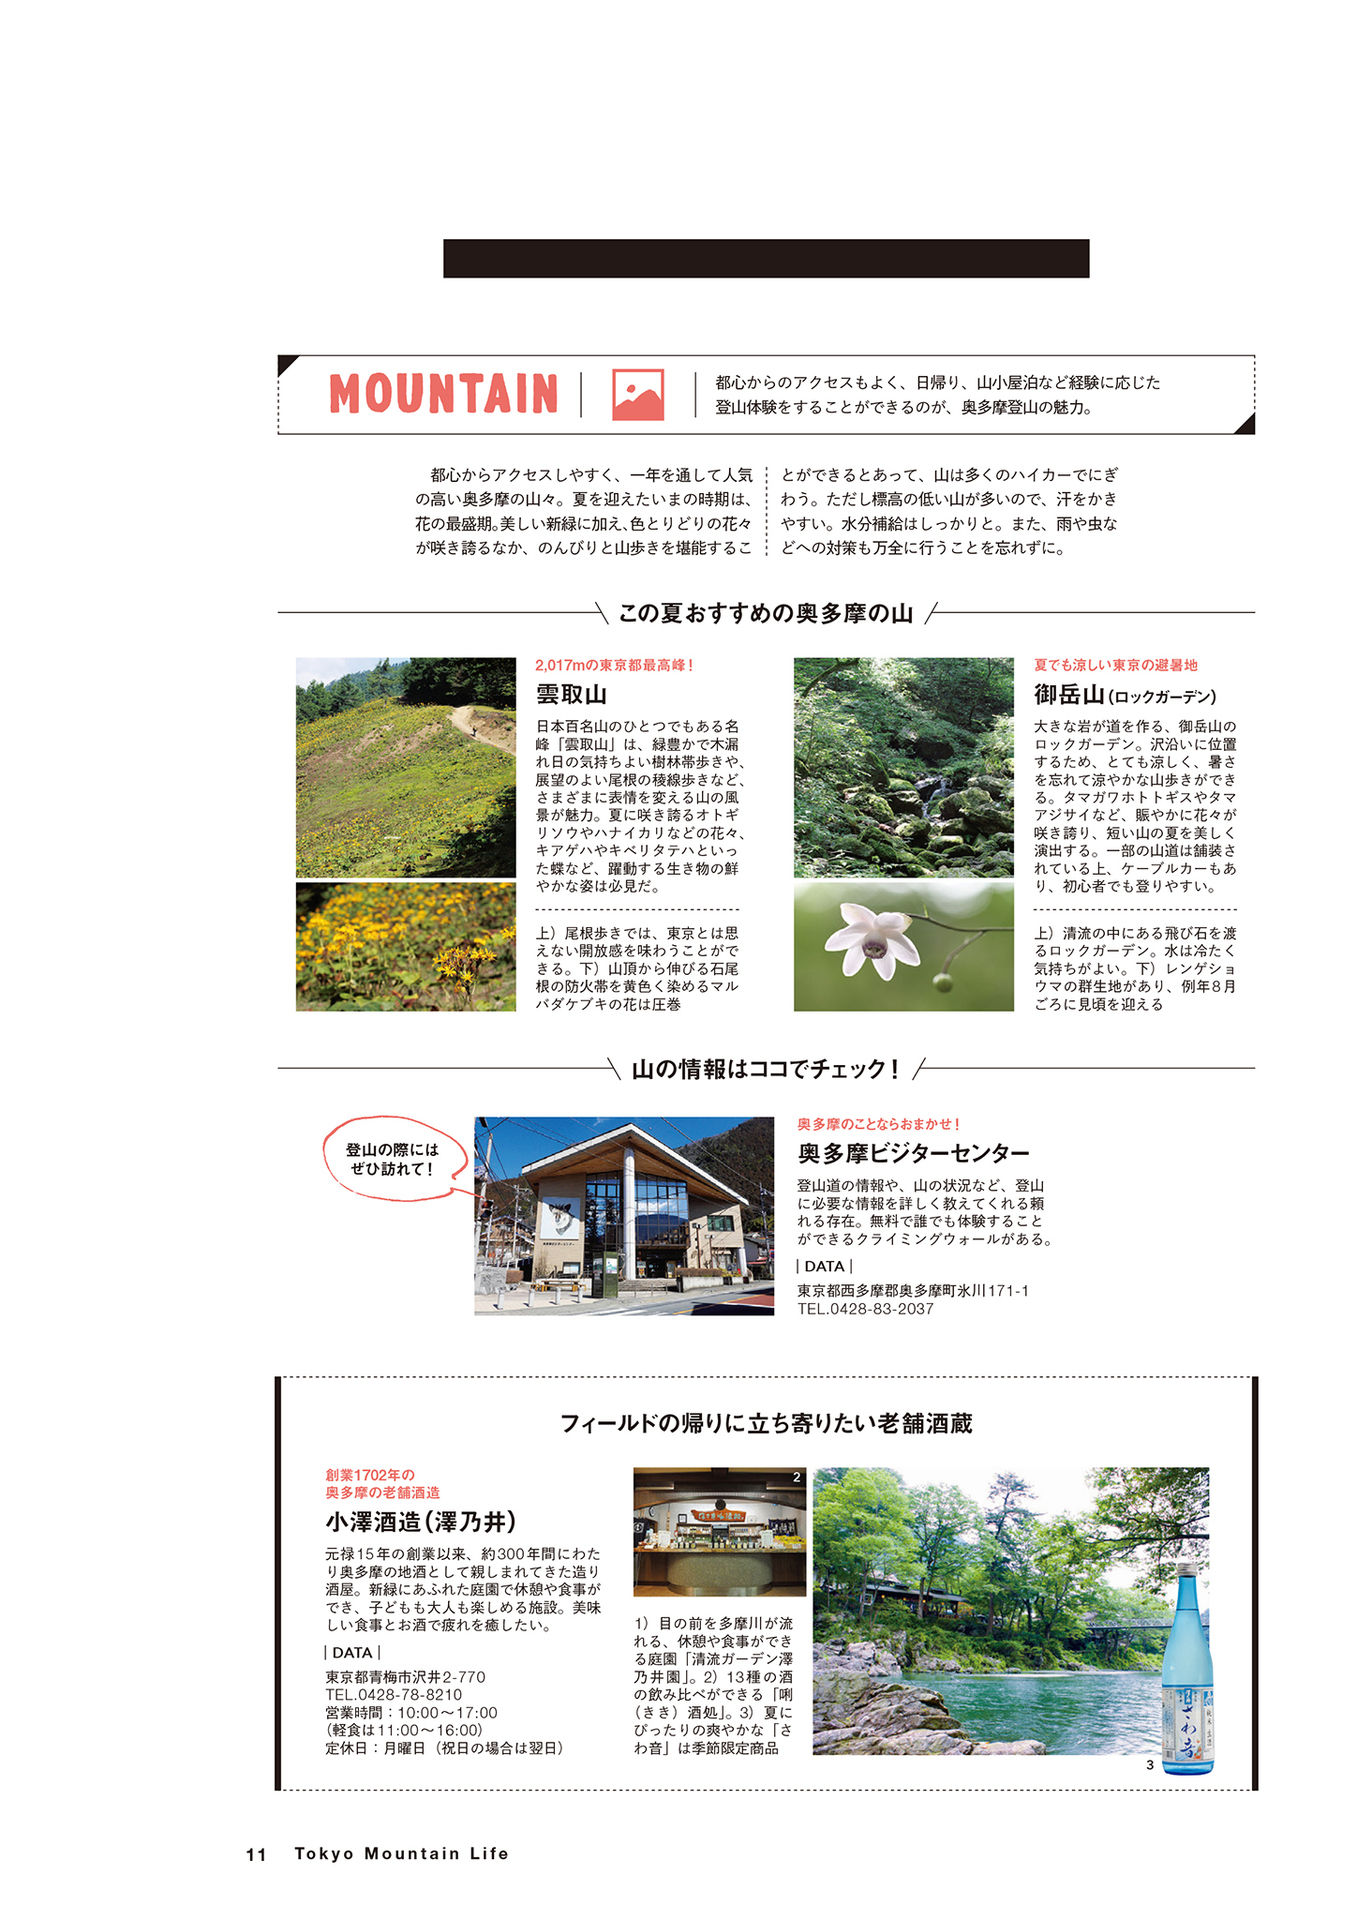 MOUNTAIN
都心からのアクセスもよく、日帰り、山小屋泊など経験に応じた
登山体験をすることができるのが、奥多摩登山の魅力。
都心からアクセスしやすく、一年を通して人気
の高い奥多摩の山々。夏を迎えたいまの時期は、
花の最盛期。美しい新緑に加え、色とりどりの花々
が咲き誇るなか、のんびりと山歩きを堪能するこ
とができるとあって、山は多くのハイカーでにぎ
わう。ただし標高の低い山が多いので、汗をかき
やすい。水分補給はしっかりと。また、雨や虫な
どへの対策も万全に行うことを忘れずに。
この夏おすすめの奥多摩の山
2,017mの東京都最高峰！
雲取山
日本百名山のひとつでもある名
峰「雲取山」は、緑豊かで木漏
れ日の気持ちよい樹林帯歩きや、
展望のよい尾根の稜線歩きなど、
さまざまに表情を変える山の風
景が魅力。夏に咲き誇るオトギ
リソウやハナイカリなどの花々、
キアゲハやキベリタテハといっ
た蝶など、躍動する生き物の鮮
やかな姿は必見だ。
上）尾根歩きでは、東京とは思
えない開放感を味わうことがで
きる。下）山頂から伸びる石尾
根の防火帯を黄色く染めるマル
バダケブキの花は圧巻
夏でも涼しい東京の避暑地
御岳山（ロックガーデン）
大きな岩が道を作る、御岳山の
ロックガーデン。沢沿いに位置
するため、とても涼しく、暑さ
を忘れて涼やかな山歩きができ
る。タマガワホトトギスやタマ
アジサイなど、賑やかに花々が
咲き誇り、短い山の夏を美しく
演出する。一部の山道は舗装さ
れている上、ケーブルカーもあ
り、初心者でも登りやすい。
上）清流の中にある飛び石を渡
るロックガーデン。水は冷たく
気持ちがよい。下）レンゲショ
ウマの群生地があり、例年8月
ごろに見頃を迎える
山の情報はココでチェック！
登山の際には
ぜひ訪れて！
奥多摩のことならおまかせ！
奥多摩ビジターセンター
登山道の情報や、山の状況など、登山
に必要な情報を詳しく教えてくれる頼
れる存在。無料で誰でも体験すること
ができるクライミングウォールがある。
| DATA |
東京都西多摩郡奥多摩町氷川171-1
TEL.0428-83-2037
フィールドの帰りに立ち寄りたい老舗酒蔵
創業1702年の
奥多摩の老舗酒造
小澤酒造（澤乃井）
元禄15年の創業以来、約300年間にわた
り奥多摩の地酒として親しまれてきた造り
酒屋。新緑にあふれた庭園で休憩や食事が
でき、子どもも大人も楽しめる施設。美味
しい食事とお酒で疲れを癒したい。
| DATA |
東京都青梅市沢井2-770
TEL.0428-78-8210
営業時間：10:00〜17:00
（軽食は11:00〜16:00）
定休日：月曜日（祝日の場合は翌日）
2
1）目の前を多摩川が流
れる、休憩や食事ができ
る庭園「清流ガーデン澤
乃井園」。2）13種の酒
の飲み比べができる「唎
（きき）酒処」。3）夏に
ぴったりの爽やかな「さ
わ音」は季節限定商品
1
さわ音
3
11 Tokyo Mountain Life